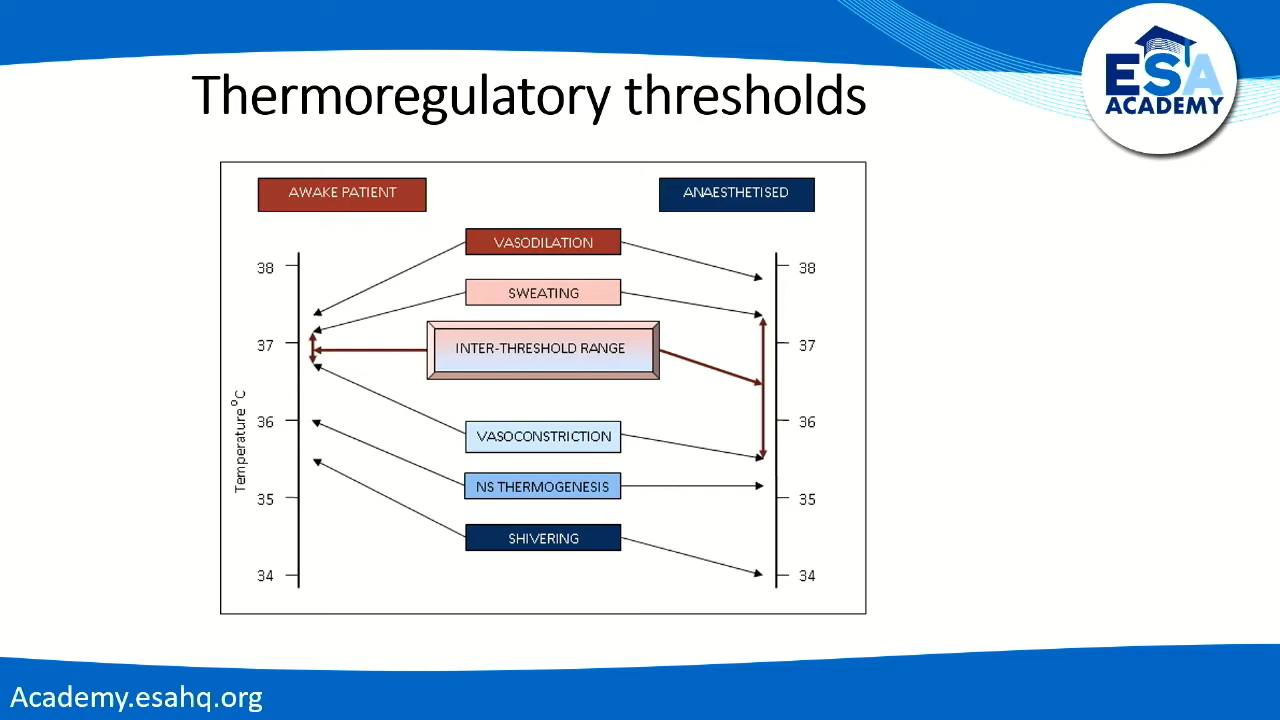 Thermoregulatory thresholds
ESA
ACADEMY
AWAKE PATIENT
ANAESTHETISED
VASODILATION
38
38
SWEATING
37
INTER-THRESHOLD RANGE
37
Temperature °C
36
36
VASOCONSTRICTION
NS THERMOGENESIS
35
35
SHIVERING
34
34
Academy.esahq.org